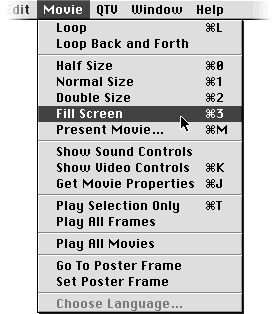 dit Movie QTV Window Help
Loop ⌘L
Loop Back and Forth
Half Size ⌘0
Normal Size ⌘1
Double Size ⌘2
Fill Screen ⌘3
Present Movie... ⌘M
Show Sound Controls
Show Video Controls ⌘K
Get Movie Properties ⌘J
Play Selection Only ⌘T
Play All Frames
Play All Movies
Go To Poster Frame
Set Poster Frame
Choose Language...